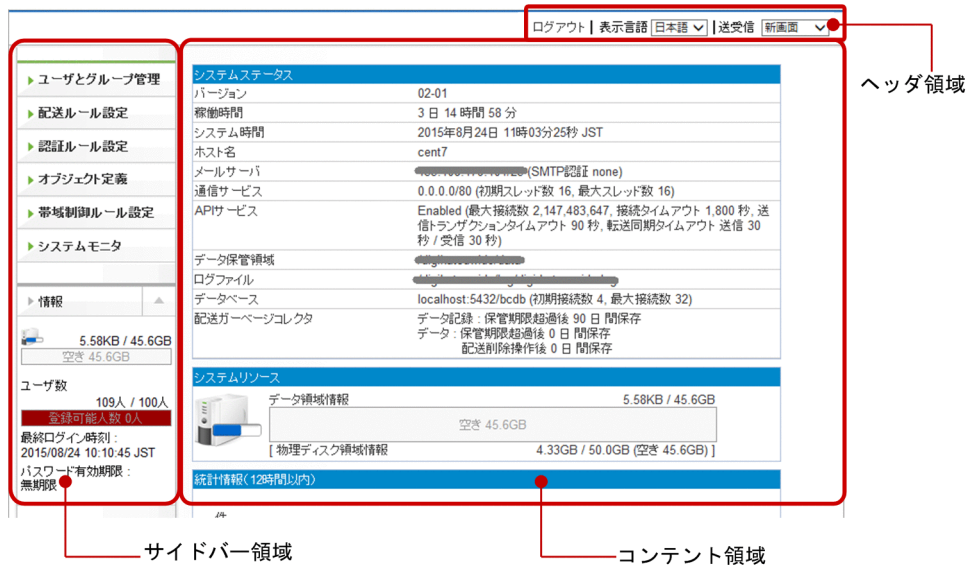 ログアウト | 表示言語 日本語 | 送受信 新画面
ヘッダ領域
ユーザとグループ管理
配送ルール設定
認証ルール設定
オブジェクト定義
帯域制御ルール設定
システムモニタ
情報
5.58KB / 45.6GB
空き 45.6GB
ユーザ数
109人 / 100人
登録可能人数 0人
最終ログイン時刻 :
2015/08/24 10:10:45 JST
パスワード有効期限 :
無期限
システムステータス
バージョン 02-01
稼働時間 3 日 14 時間 58 分
システム時間 2015年8月24日 11時03分25秒 JST
ホスト名 cent7
メールサーバ (SMTP認証 none)
通信サービス 0.0.0.0/80 (初期スレッド数 16, 最大スレッド数 16)
APIサービス Enabled (最大接続数 2,147,483,647, 接続タイムアウト 1,800 秒, 送
信トランザクションタイムアウト 90 秒, 転送同期タイムアウト 送信 30
秒 / 受信 30 秒)
データ保管領域
ログファイル
データベース localhost:5432/bcdb (初期接続数 4, 最大接続数 32)
配送ガーベージコレクタ データ記録 : 保管期限超過後 90 日 間保存
データ : 保管期限超過後 0 日 間保存
配送削除操作後 0 日 間保存
システムリソース
データ領域情報 5.58KB / 45.6GB
空き 45.6GB
[ 物理ディスク領域情報 4.33GB / 50.0GB (空き 45.6GB) ]
統計情報(12時間以内)
サイドバー領域
コンテント領域